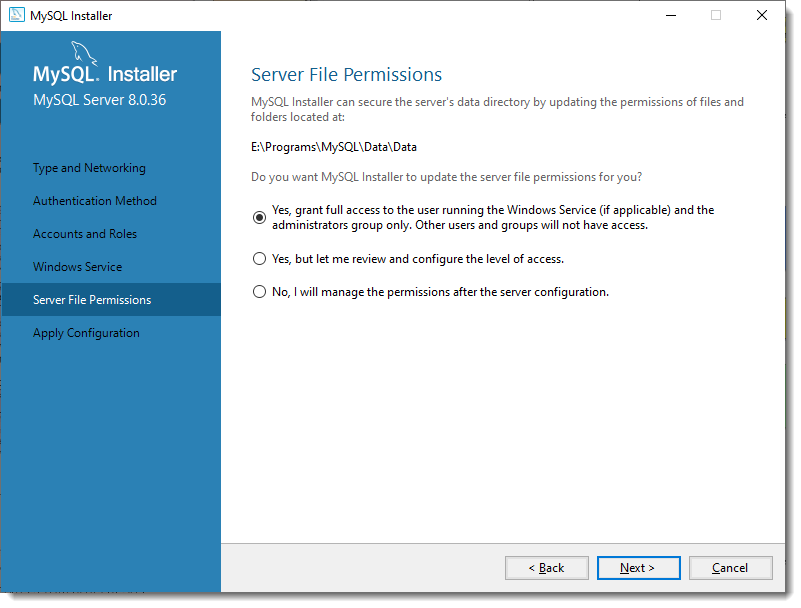 MySQL Installer
MySQL. Installer
MySQL Server 8.0.36
Type and Networking
Authentication Method
Accounts and Roles
Windows Service
Server File Permissions
Apply Configuration
Server File Permissions
MySQL Installer can secure the server's data directory by updating the permissions of files and
folders located at:
E:\Programs\MySQL\Data\Data
Do you want MySQL Installer to update the server file permissions for you?
Yes, grant full access to the user running the Windows Service (if applicable) and the
administrators group only. Other users and groups will not have access.
Yes, but let me review and configure the level of access.
No, I will manage the permissions after the server configuration.
< Back
Next >
Cancel